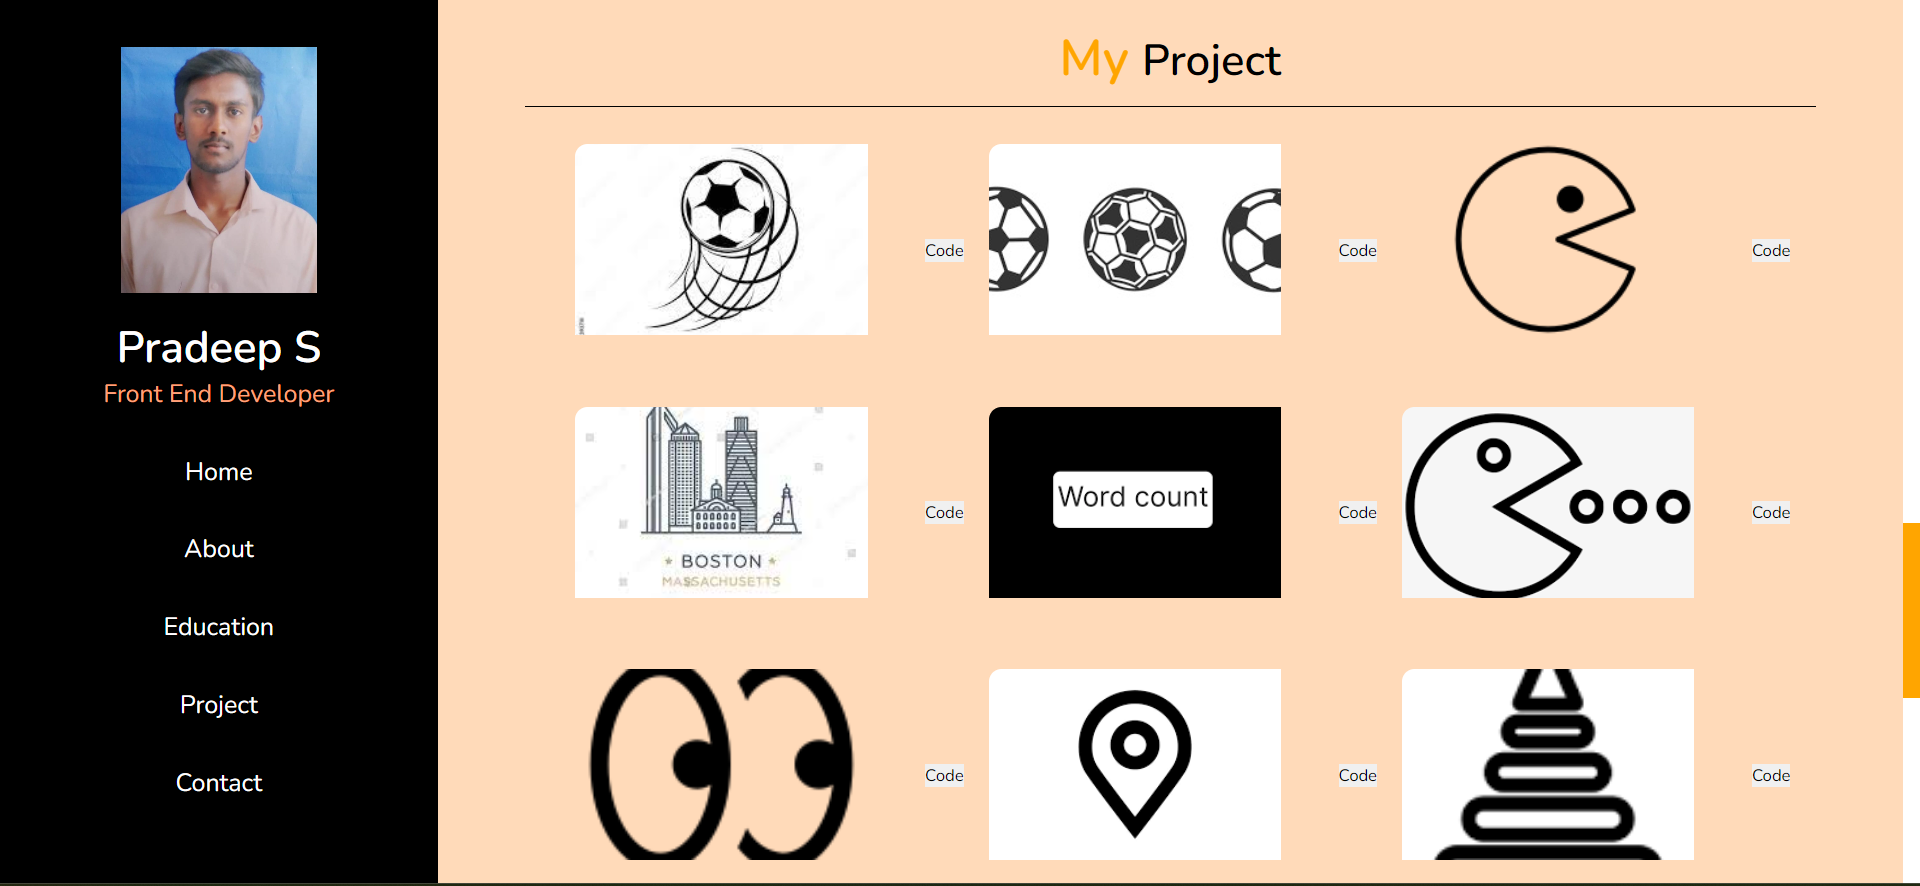 Pradeep S
Front End Developer
Home
About
Education
Project
Contact
My Project
Code
Code
Code
BOSTON
MASSACHUSETTS
Code
Word count
Code
Code
Code
Code
Code